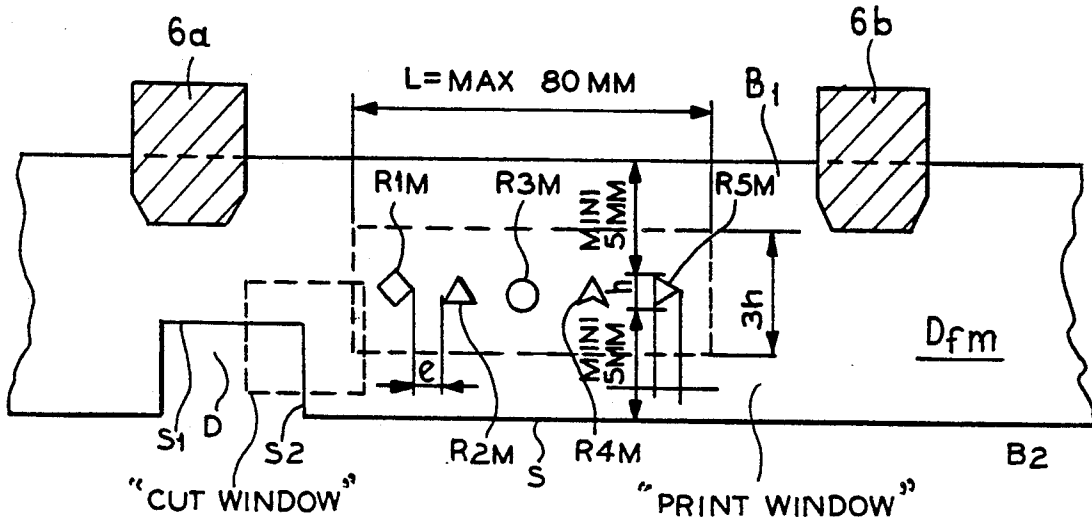 6a
6b
L=MAX 80MM
B1
R1M
R3M
R5M
MINI
5MM
h
3h
MINI
5MM
Dfm
e
S1
D
S2
R2M
S
R4M
B2
"CUT WINDOW"
"PRINT WINDOW"